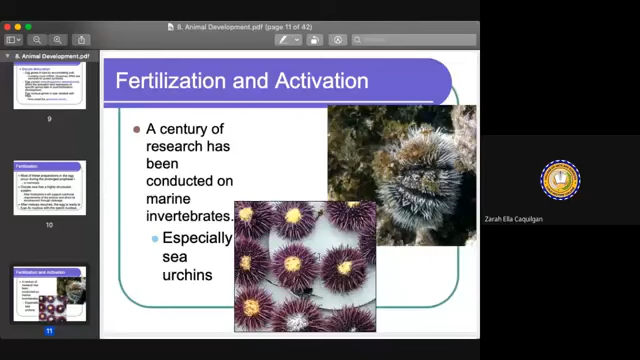 8. Animal Development.pdf (page 11 of 42)
Search
8. Animal Development.pdf
9
Fertilization
10
Fertilization and Activation
11
Fertilization and Activation
A century of
research has
been
conducted on
marine
invertebrates.
Especially
sea
urchins
Zarah Ella Caquilgan